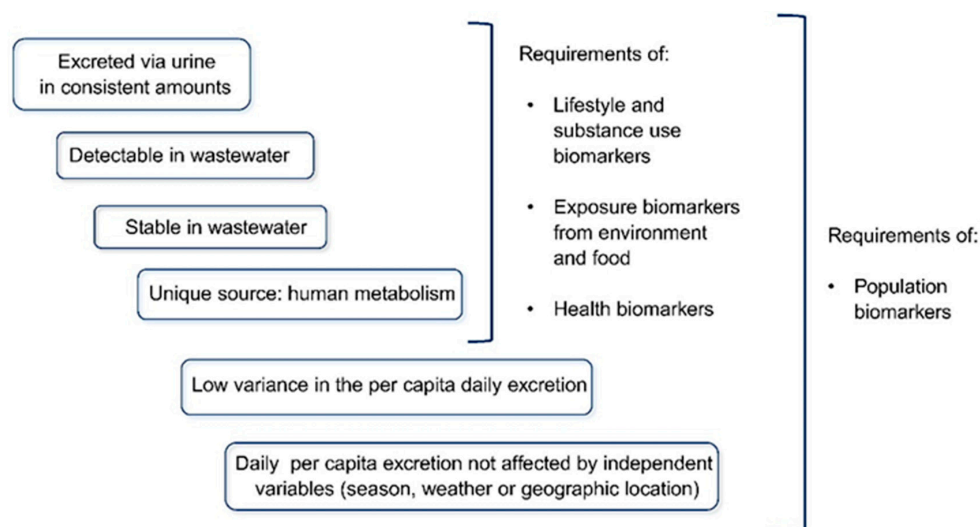 Excreted via urine
in consistent amounts
Detectable in wastewater
Stable in wastewater
Unique source: human metabolism
Low variance in the per capita daily excretion
Daily per capita excretion not affected by independent
variables (season, weather or geographic location)
Requirements of:
• Lifestyle and
substance use
biomarkers
• Exposure biomarkers
from environment
and food
• Health biomarkers
Requirements of:
• Population
biomarkers